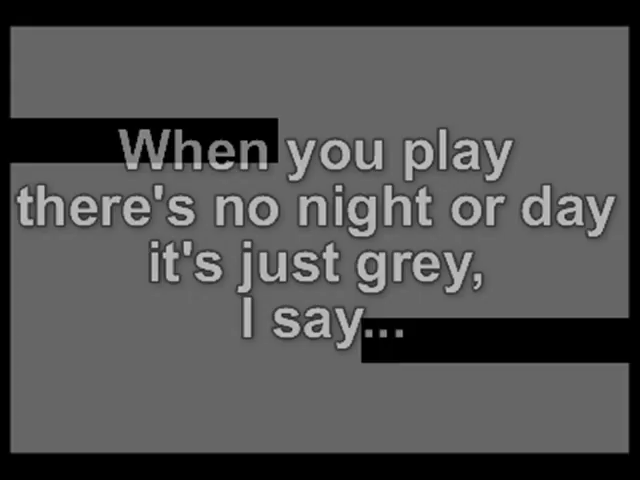 When you play
there's no night or day
it's just grey,
I say...